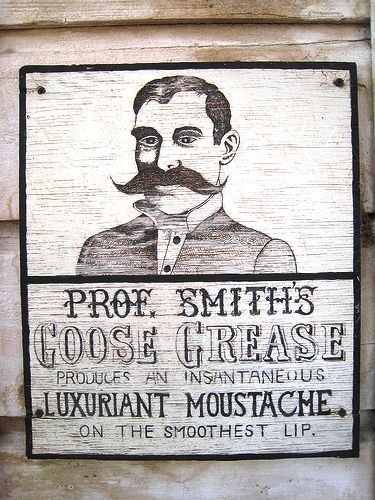 PROF. SMITH'S
GOOSE GREASE
PRODUCES AN INSANTANEOUS
LUXURIANT MOUSTACHE
ON THE SMOOTHEST LIP.